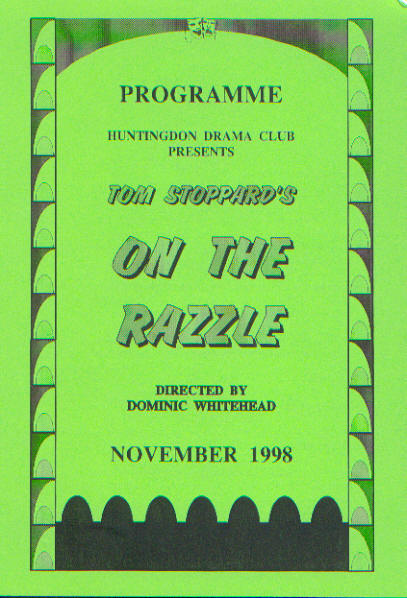 PROGRAMME
HUNTINGDON DRAMA CLUB
PRESENTS
TOM STOPPARD'S
ON THE
RAZZLE
DIRECTED BY
DOMINIC WHITEHEAD
NOVEMBER 1998